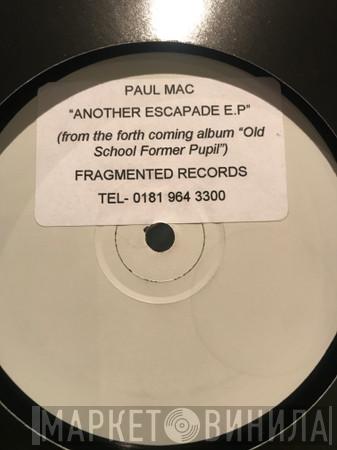 PAUL MAC
"ANOTHER ESCAPADE E.P"
(from the forth coming album "Old
School Former Pupil")
FRAGMENTED RECORDS
TEL- 0181 964 3300
МАРКЕТ ВИНИЛА